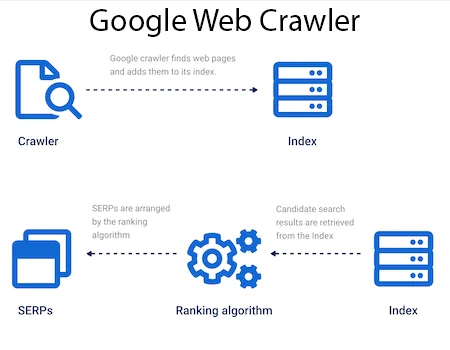 Google Web Crawler
Google crawler finds web pages
and adds them to its index.
Crawler
Index
SERPs are arranged
by the ranking
algorithm
Candidate search
results are retrieved
from the Index
SERPs
Ranking algorithm
Index